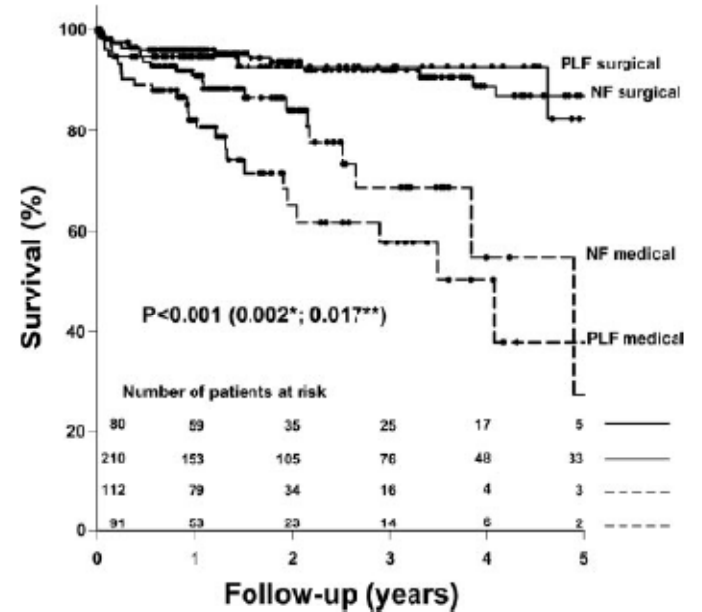 100
PLF surgical
NF surgical
80
60
NF medical
P<0.001 (0.002*; 0.017**)
40
PLF medical
Number of patients at risk
80 59 35 25 17 5
20
210 153 105 76 48 33
112 79 34 16 4 3
91 53 23 14 6 2
0
0 1 2 3 4 5
Follow-up (years)
Survival (%)